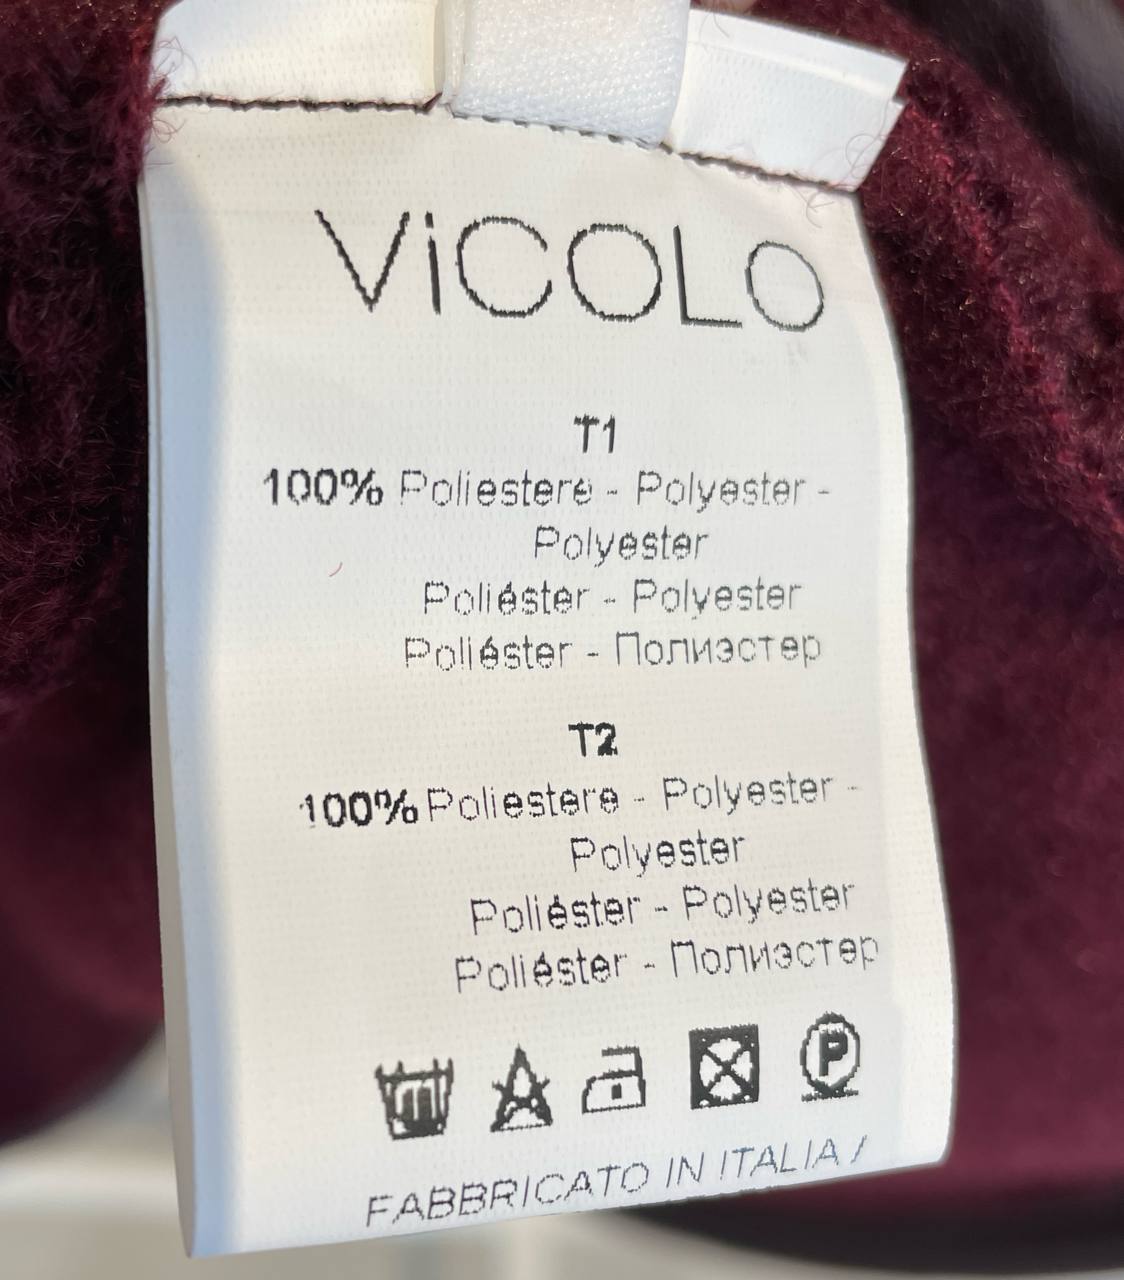 ViCOLO
T1
100% Poliestere - Polyester -
Polyester
Poliéster - Polyester
Poliéster - Полиэстер
T2
100% Poliestere - Polyester -
Polyester
Poliéster - Polyester
Poliéster - Полиэстер
P
FABBRICATO IN ITALIA /